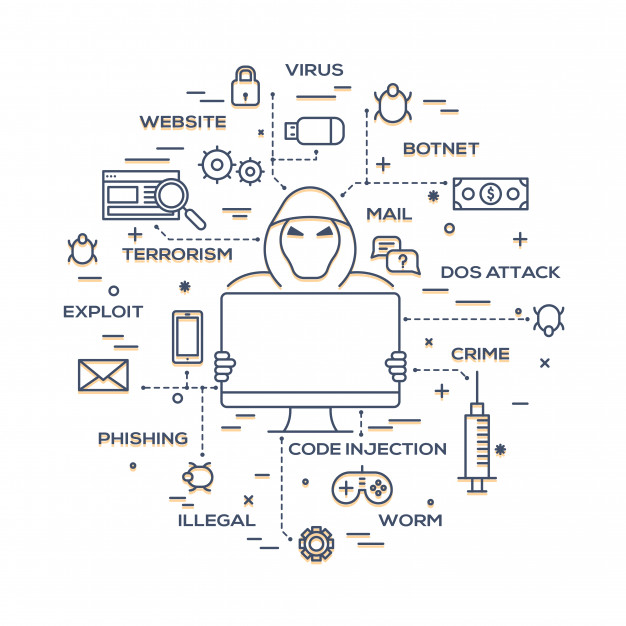 VIRUS
WEBSITE
BOTNET
$
MAIL
TERRORISM
?
DOS ATTACK
EXPLOIT
CRIME
PHISHING
CODE INJECTION
ILLEGAL
WORM